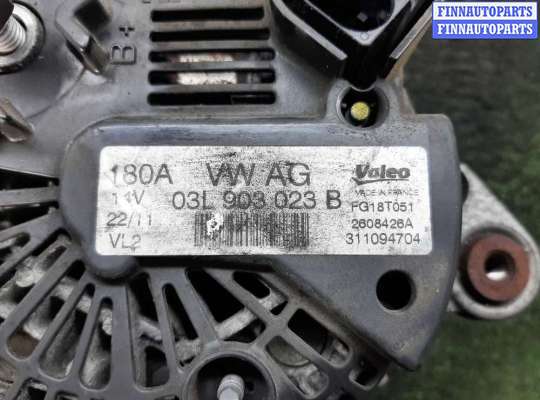 FINNAUTOPARTS
FINNAUTOPARTS
B+
180A VW AG Valeo
14V 03L 903 023 B MADE IN FRANCE
FG18T051
22/11 2608426A
VL2 311094704